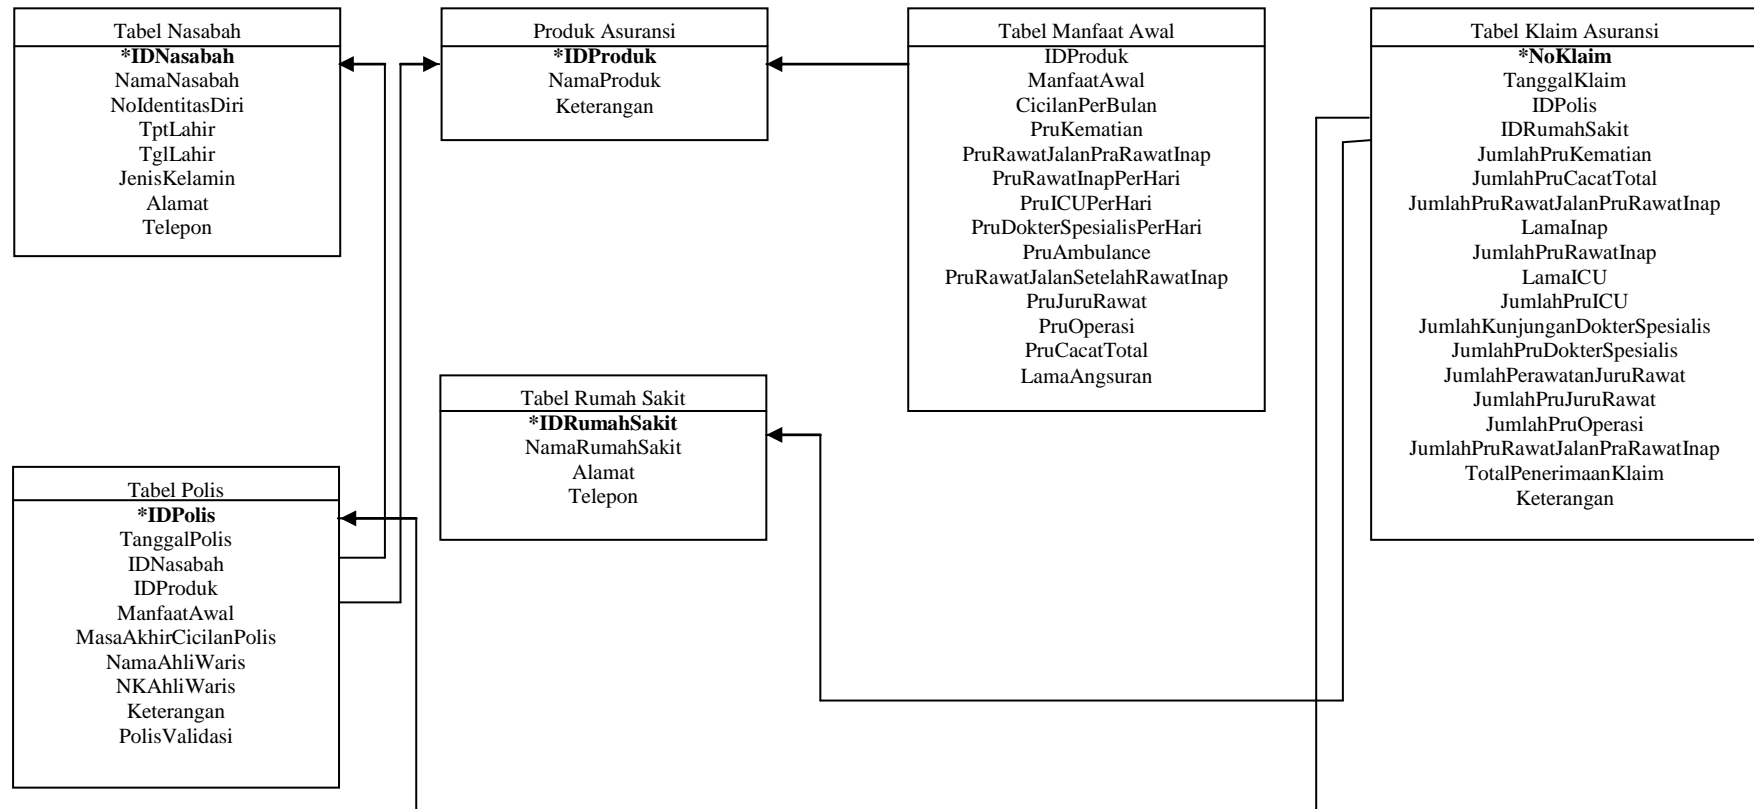 Tabel Nasabah
*IDNasabah
NamaNasabah
NoIdentitasDiri
TptLahir
TglLahir
JenisKelamin
Alamat
Telepon
Produk Asuransi
*IDProduk
NamaProduk
Keterangan
Tabel Manfaat Awal
IDProduk
ManfaatAwal
CicilanPerBulan
PruKematian
PruRawatJalanPraRawatInap
PruRawatInapPerHari
PruICUPerHari
PruDokterSpesialisPerHari
PruAmbulance
PruRawatJalanSetelahRawatInap
PruJuruRawat
PruOperasi
PruCacatTotal
LamaAngsuran
Tabel Klaim Asuransi
*NoKlaim
TanggalKlaim
IDPolis
IDRumahSakit
JumlahPruKematian
JumlahPruCacatTotal
JumlahPruRawatJalanPruRawatInap
LamaInap
JumlahPruRawatInap
LamaICU
JumlahPruICU
JumlahKunjunganDokterSpesialis
JumlahPruDokterSpesialis
JumlahPerawatanJuruRawat
JumlahPruJuruRawat
JumlahPruOperasi
JumlahPruRawatJalanPraRawatInap
TotalPenerimaanKlaim
Keterangan
Tabel Rumah Sakit
*IDRumahSakit
NamaRumahSakit
Alamat
Telepon
Tabel Polis
*IDPolis
TanggalPolis
IDNasabah
IDProduk
ManfaatAwal
MasaAkhirCicilanPolis
NamaAhliWaris
NKAhliWaris
Keterangan
PolisValidasi